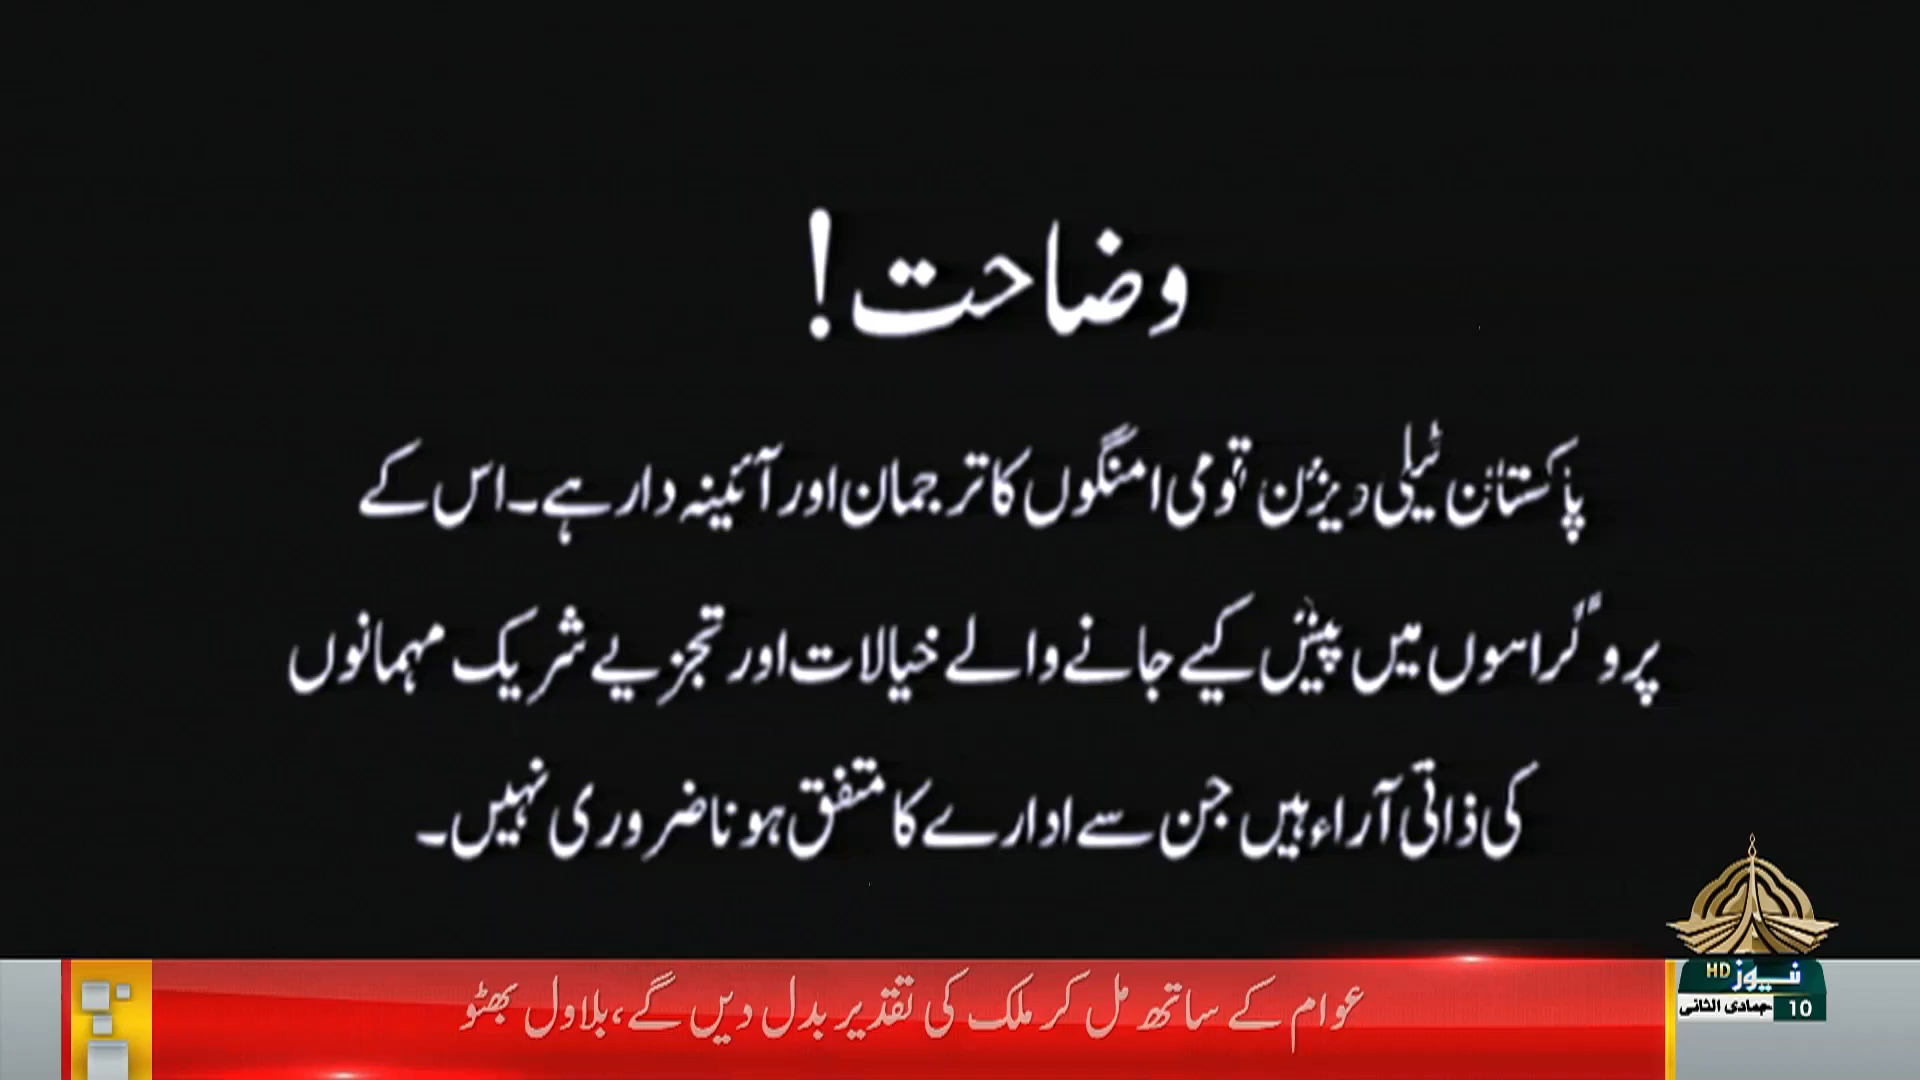 وضاحت!
پاکستان ٹیلی ویژن قومی امنگوں کا ترجمان اور آئینہ دار ہے۔ اس کے
پروگراموں میں پیش کیے جانے والے خیالات اور تجزیے شریک مہمانوں
کی ذاتی آراء ہیں جن سے ادارے کا متفق ہونا ضروری نہیں۔
نیوز HD
10 جمادی الثانی
عوام کے ساتھ مل کر ملک کی تقدیر بدل دیں گے، بلاول بھٹو